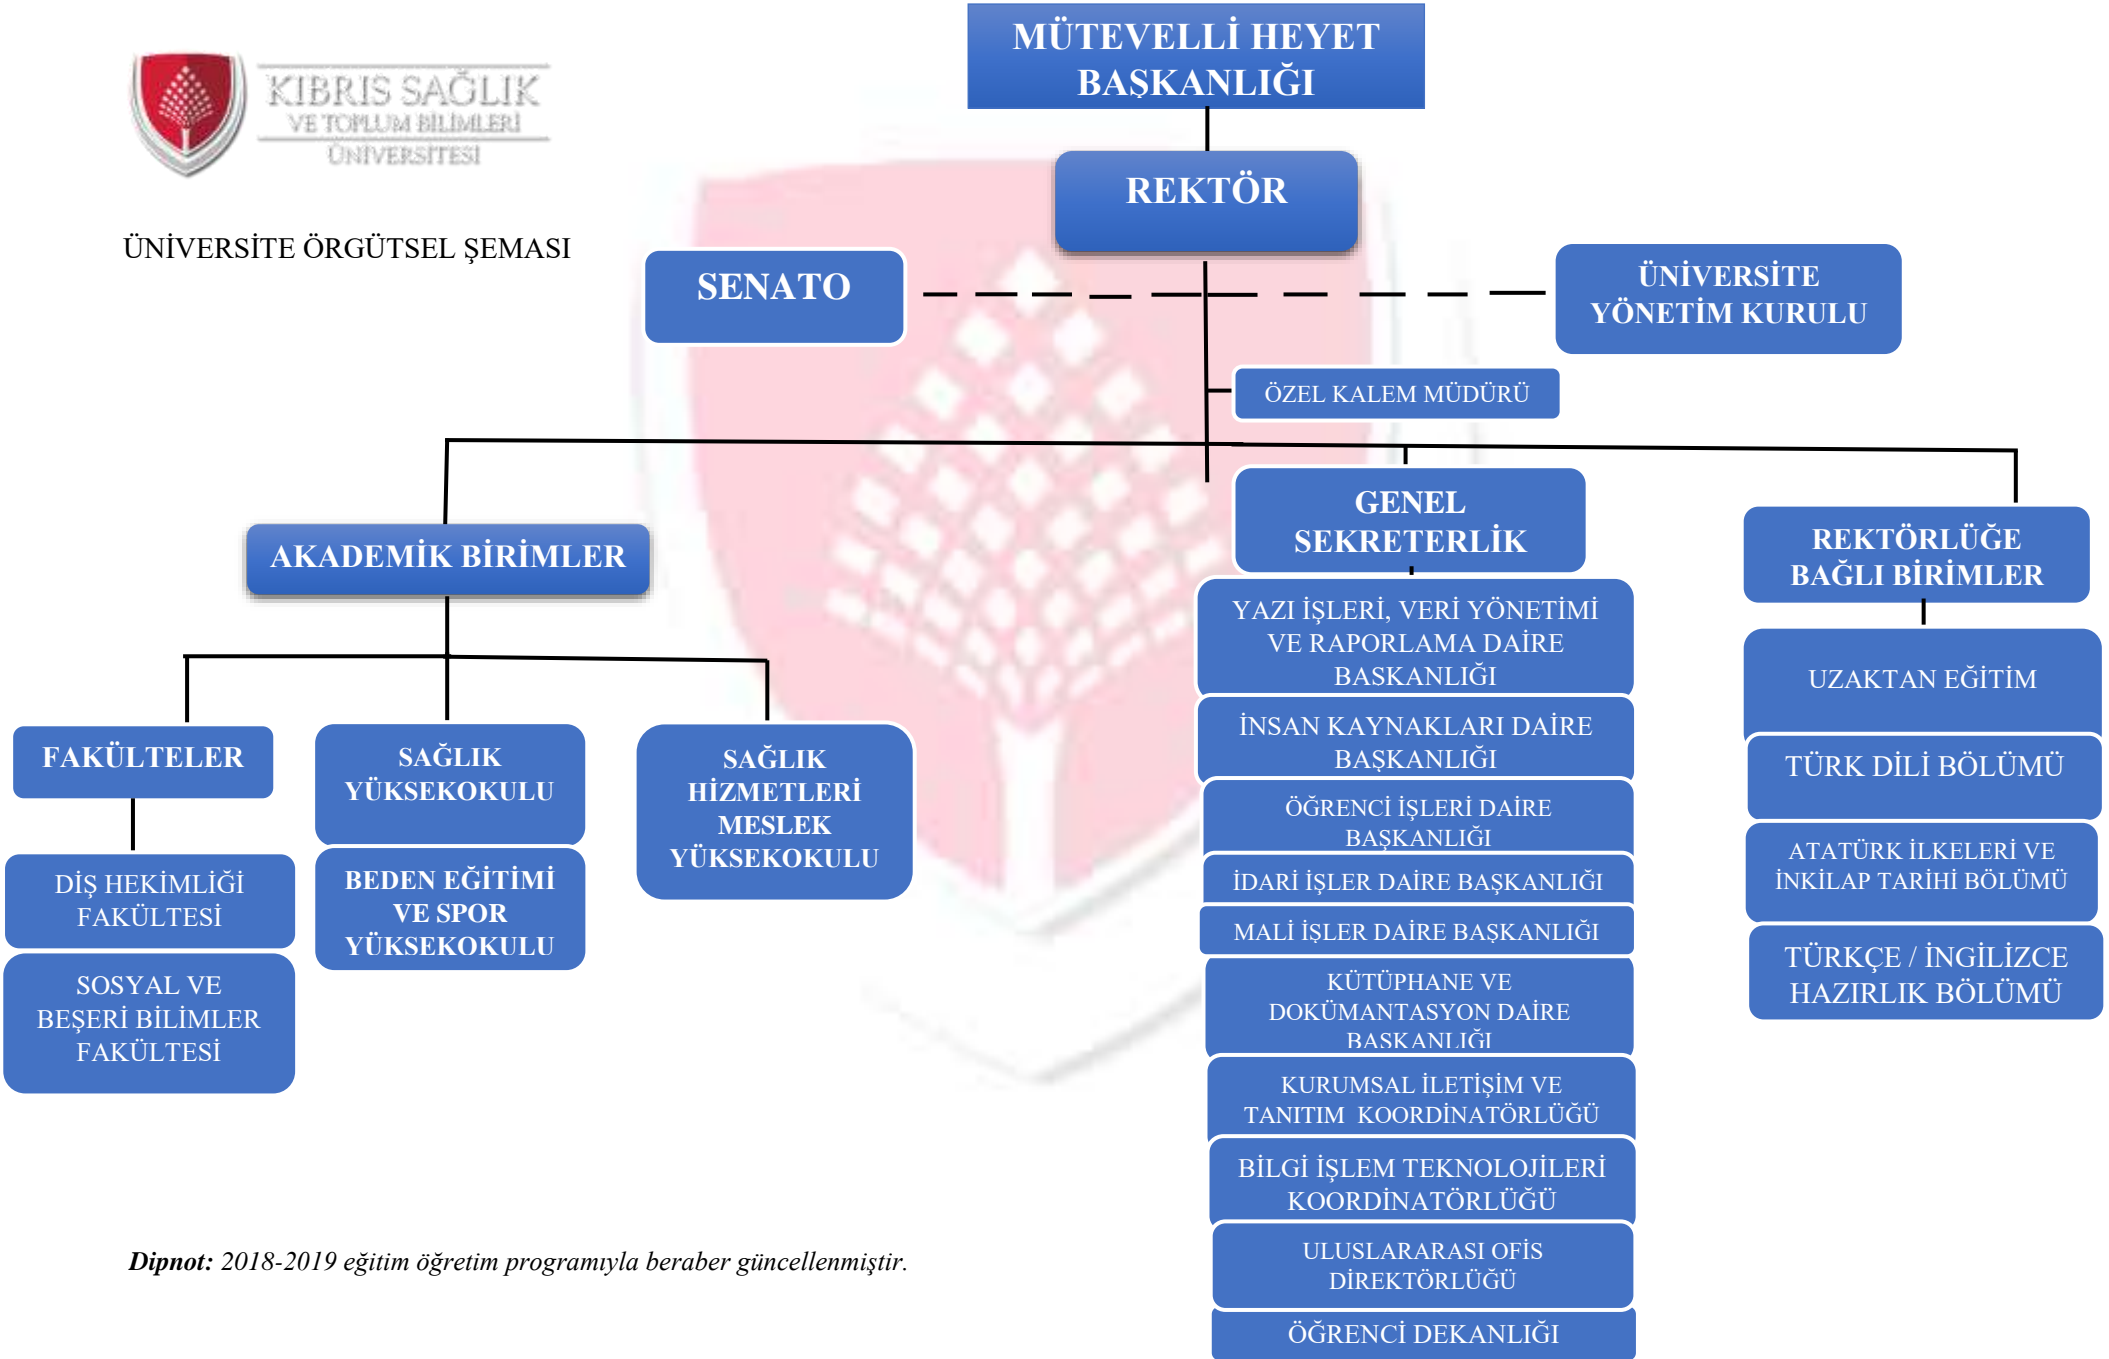 MÜTEVELLİ HEYET
BAŞKANLIĞI
KIBRIS SAĞLIK
VE TOPLUM BİLİMLERİ
ÜNİVERSİTESİ
REKTÖR
ÜNİVERSİTE ÖRGÜTSEL ŞEMASI
SENATO
ÜNİVERSİTE
YÖNETİM KURULU
ÖZEL KALEM MÜDÜRÜ
AKADEMİK BİRİMLER
FAKÜLTELER
DİŞ HEKİMLİĞİ
FAKÜLTESİ
SOSYAL VE
BEŞERİ BİLİMLER
FAKÜLTESİ
SAĞLIK
YÜKSEKOKULU
BEDEN EĞİTİMİ
VE SPOR
YÜKSEKOKULU
SAĞLIK
HİZMETLERİ
MESLEK
YÜKSEKOKULU
GENEL
SEKRETERLİK
YAZI İŞLERİ, VERİ YÖNETİMİ
VE RAPORLAMA DAİRE
BASKANLIĞI
İNSAN KAYNAKLARI DAİRE
BAŞKANLIĞI
ÖĞRENCİ İŞLERİ DAİRE
BAŞKANLIĞI
İDARİ İŞLER DAİRE BAŞKANLIĞI
MALİ İŞLER DAİRE BAŞKANLIĞI
KÜTÜPHANE VE
DOKÜMANTASYON DAİRE
BASKANLIĞI
KURUMSAL İLETİŞİM VE
TANITIM KOORDİNATÖRLÜĞÜ
BİLGİ İŞLEM TEKNOLOJİLERİ
KOORDİNATÖRLÜĞÜ
ULUSLARARASI OFİS
DİREKTÖRLÜĞÜ
ÖĞRENCİ DEKANLIĞI
REKTÖRLÜĞE
BAĞLI BİRİMLER
UZAKTAN EĞİTİM
TÜRK DİLİ BÖLÜMÜ
ATATÜRK İLKELERİ VE
İNKİLAP TARİHİ BÖLÜMÜ
TÜRKÇE / İNGİLİZCE
HAZIRLIK BÖLÜMÜ
Dipnot: 2018-2019 eğitim öğretim programıyla beraber güncellenmiştir.